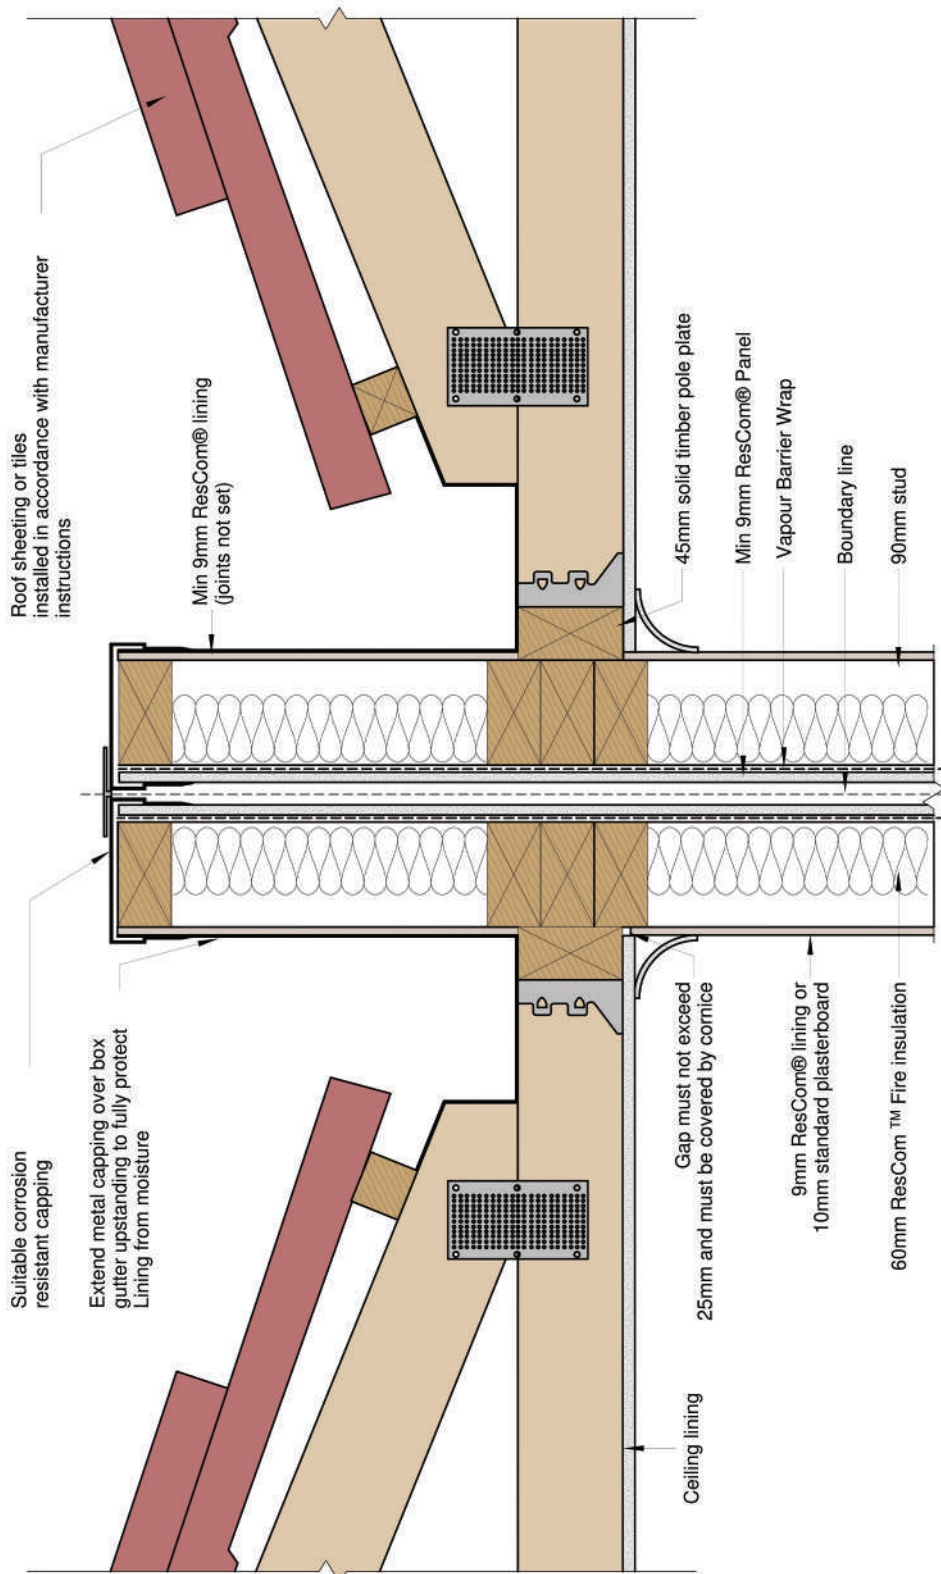 Suitable corrosion
resistant capping
Extend metal capping over box
gutter upstanding to fully protect
Lining from moisture
Roof sheeting or tiles
installed in accordance with manufacturer
instructions
Min 9mm ResCom® lining
(joints not set)
Ceiling lining
Gap must not exceed
25mm and must be covered by cornice
9mm ResCom® lining or
10mm standard plasterboard
60mm ResCom ™ Fire insulation
45mm solid timber pole plate
Min 9mm ResCom® Panel
Vapour Barrier Wrap
Boundary line
90mm stud